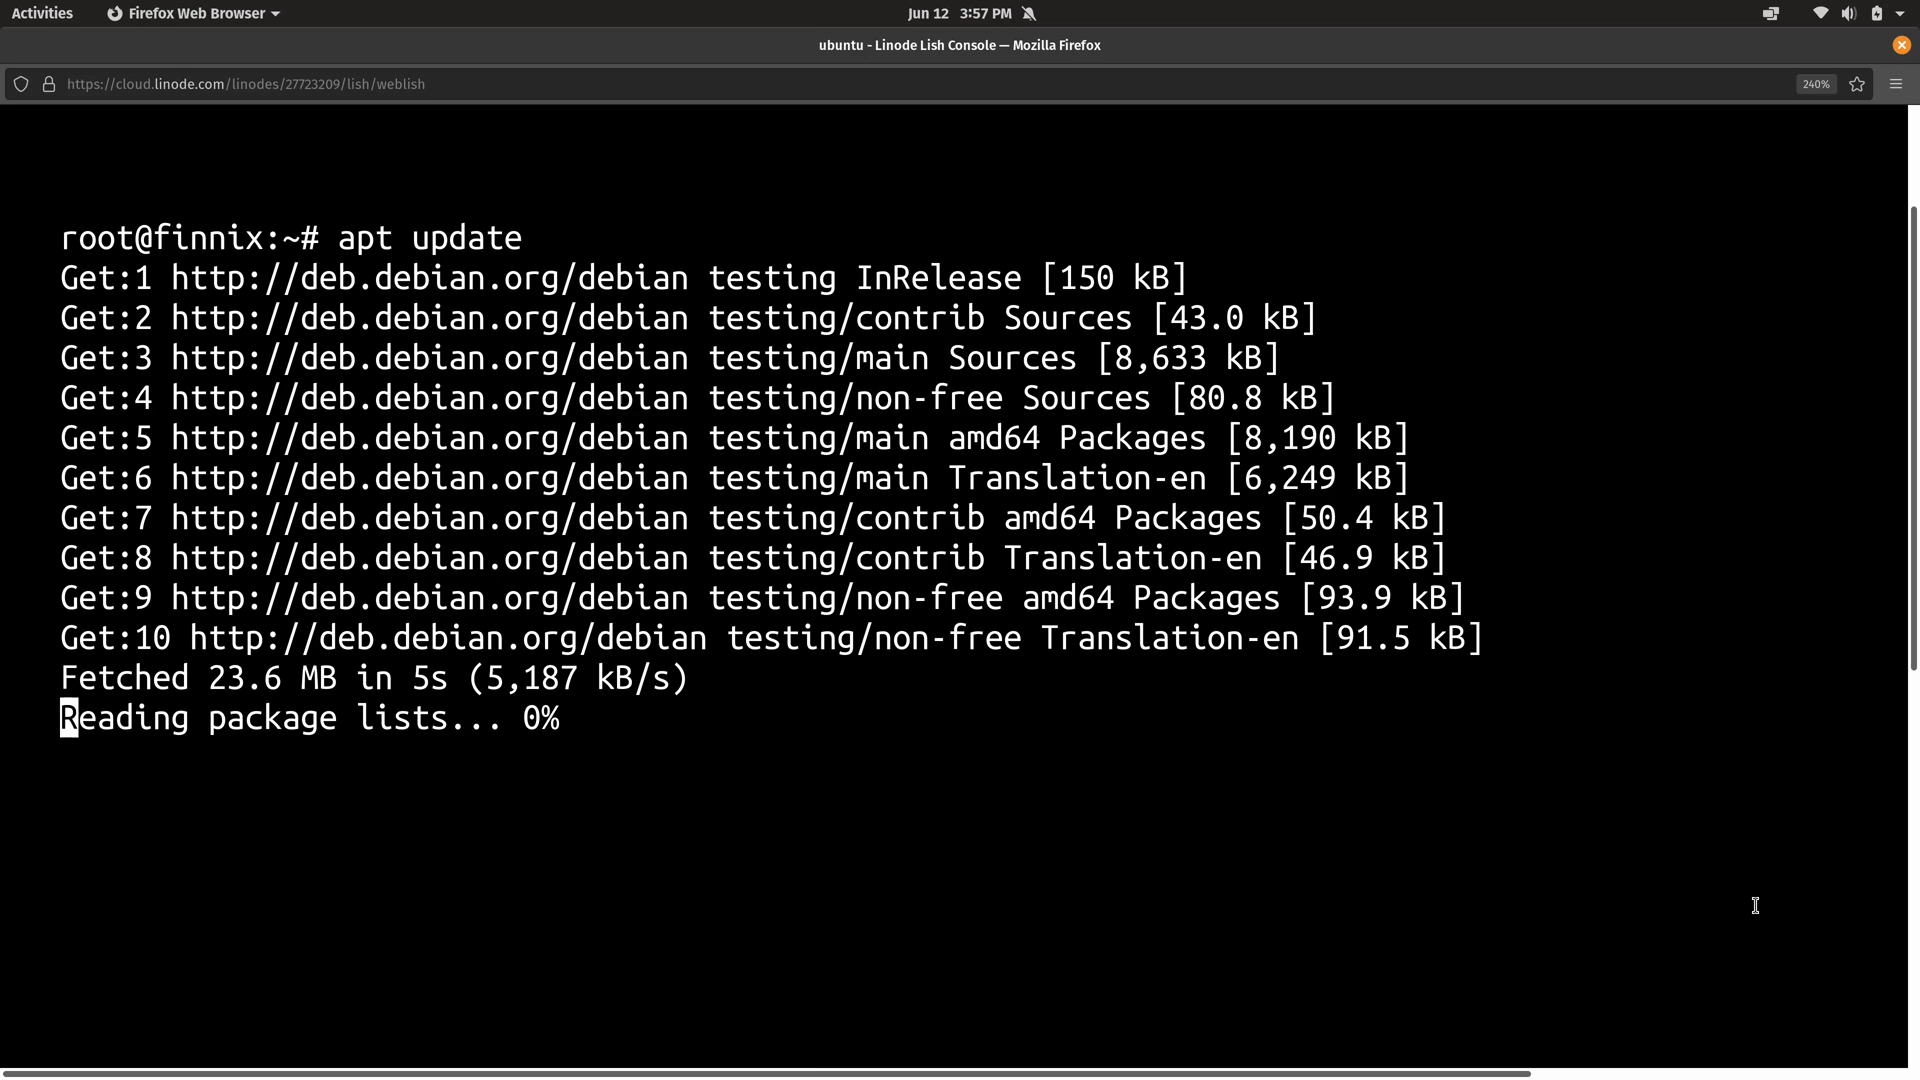 Activities Firefox Web Browser Jun 12 3:57 PM
ubuntu - Linode Lish Console — Mozilla Firefox
https://cloud.linode.com/linodes/27723209/lish/weblish 240%
root@finnix:~# apt update
Get:1 http://deb.debian.org/debian testing InRelease [150 kB]
Get:2 http://deb.debian.org/debian testing/contrib Sources [43.0 kB]
Get:3 http://deb.debian.org/debian testing/main Sources [8,633 kB]
Get:4 http://deb.debian.org/debian testing/non-free Sources [80.8 kB]
Get:5 http://deb.debian.org/debian testing/main amd64 Packages [8,190 kB]
Get:6 http://deb.debian.org/debian testing/main Translation-en [6,249 kB]
Get:7 http://deb.debian.org/debian testing/contrib amd64 Packages [50.4 kB]
Get:8 http://deb.debian.org/debian testing/contrib Translation-en [46.9 kB]
Get:9 http://deb.debian.org/debian testing/non-free amd64 Packages [93.9 kB]
Get:10 http://deb.debian.org/debian testing/non-free Translation-en [91.5 kB]
Fetched 23.6 MB in 5s (5,187 kB/s)
Reading package lists... 0%